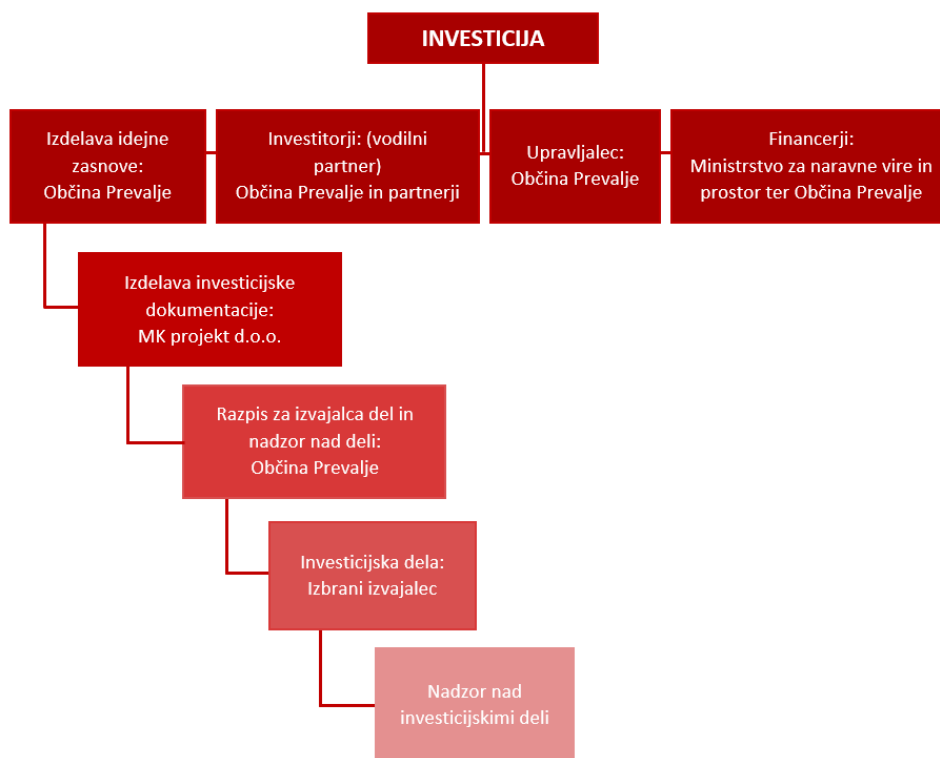 INVESTICIJA
Izdelava idejne
zasnove:
Občina Prevalje
Investitorji: (vodilni
partner)
Občina Prevalje in partnerji
Upravljalec:
Občina Prevalje
Financerji:
Ministrstvo za naravne vire in
prostor ter Občina Prevalje
Izdelava investicijske
dokumentacije:
MK projekt d.o.o.
Razpis za izvajalca del in
nadzor nad deli:
Občina Prevalje
Investicijska dela:
Izbrani izvajalec
Nadzor nad
investicijskimi deli